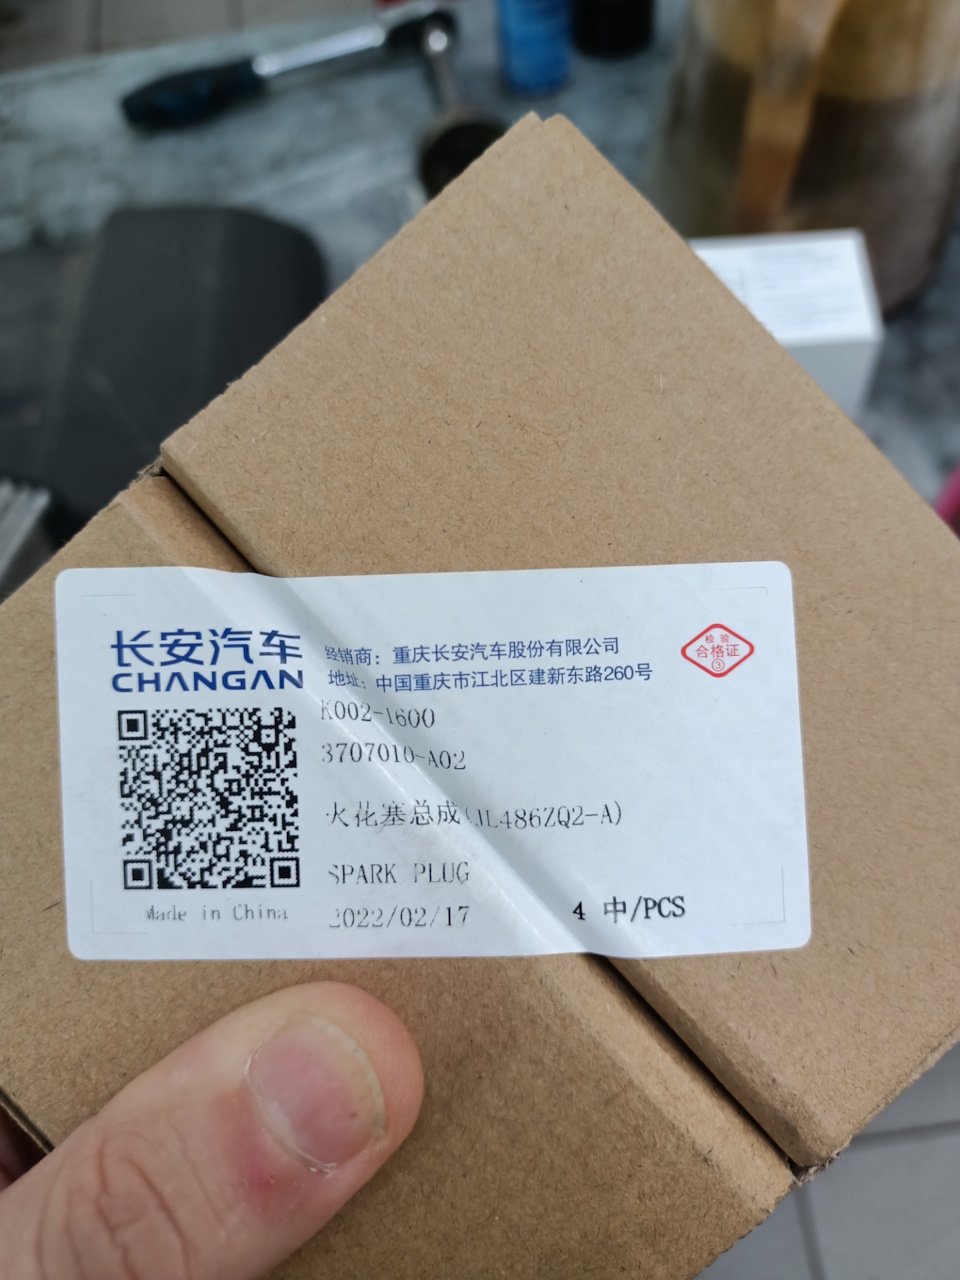 长安汽车
CHANGAN
经销商：重庆长安汽车股份有限公司
地址：中国重庆市江北区建新东路260号
检 验
合格证
③
K002-1600
3707010-A02
火花塞总成(JL486ZQ2-A)
SPARK PLUG
2022/02/17
4 中/PCS
Made in China